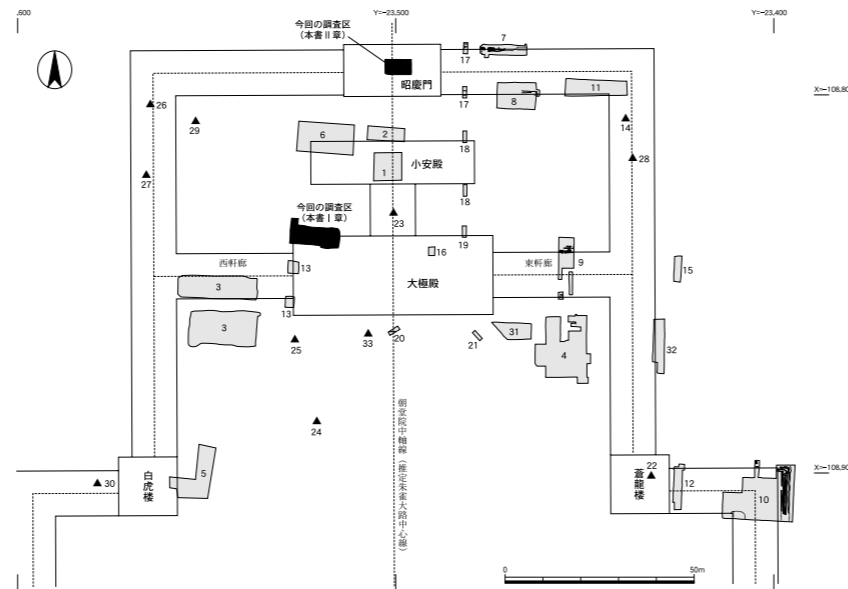 ,600
Y=-23,500
Y=-23,400
今回の調査区
(本書Ⅱ章)
17
7
昭慶門
X=-108,80
17
8
11
26
29
14
6
2
18
28
小安殿
1
27
18
今回の調査区
(本書Ⅰ章)
23
19
16
西軒廊
13
東軒廊
9
15
大極殿
3
13
3
25
33
20
21
31
4
32
24
朝堂院中軸線(推定朱雀大路中心線)
5
30
白虎楼
22
蒼龍楼
12
10
X=-108,90
0
50m